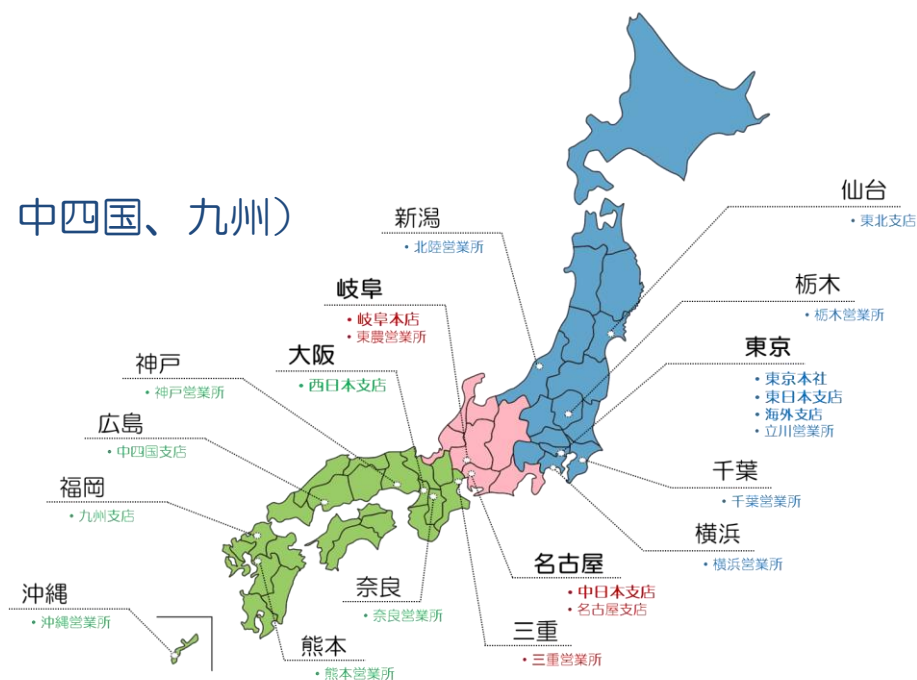 中四国、九州)
仙台
・東北支店
新潟
・北陸営業所
栃木
・栃木営業所
岐阜
・岐阜本店
・東濃営業所
東京
・東京本社
・東日本支店
・海外支店
・立川営業所
大阪
・西日本支店
神戸
・神戸営業所
広島
・中四国支店
千葉
・千葉営業所
福岡
・九州支店
横浜
・横浜営業所
名古屋
・中日本支店
・名古屋支店
奈良
・奈良営業所
沖縄
・沖縄営業所
三重
・三重営業所
熊本
・熊本営業所